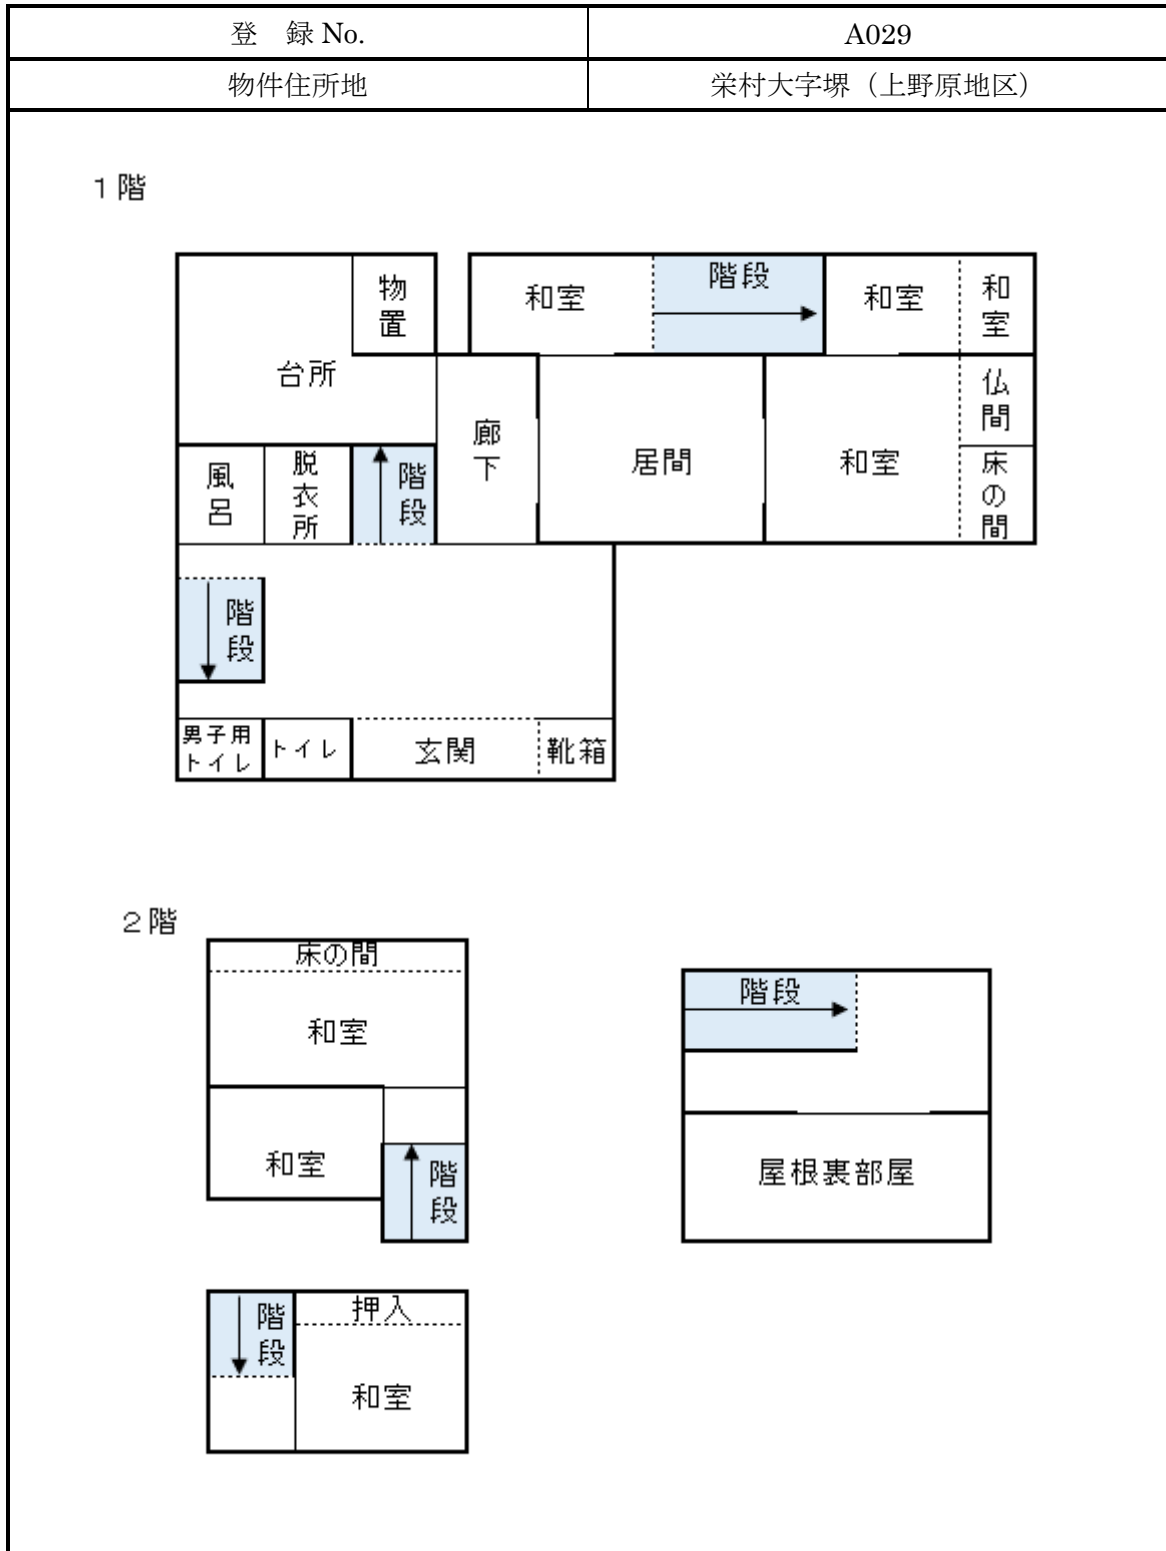 登　録 No.
A029
物件住所地
栄村大字堺（上野原地区）
１階
物置
和室
階段
和室
和室
台所
廊下
居間
和室
仏間
床の間
風呂
脱衣所
階段
階段
男子用
トイレ
トイレ
玄関
靴箱
２階
床の間
和室
和室
階段
階段
屋根裏部屋
階段
押入
和室